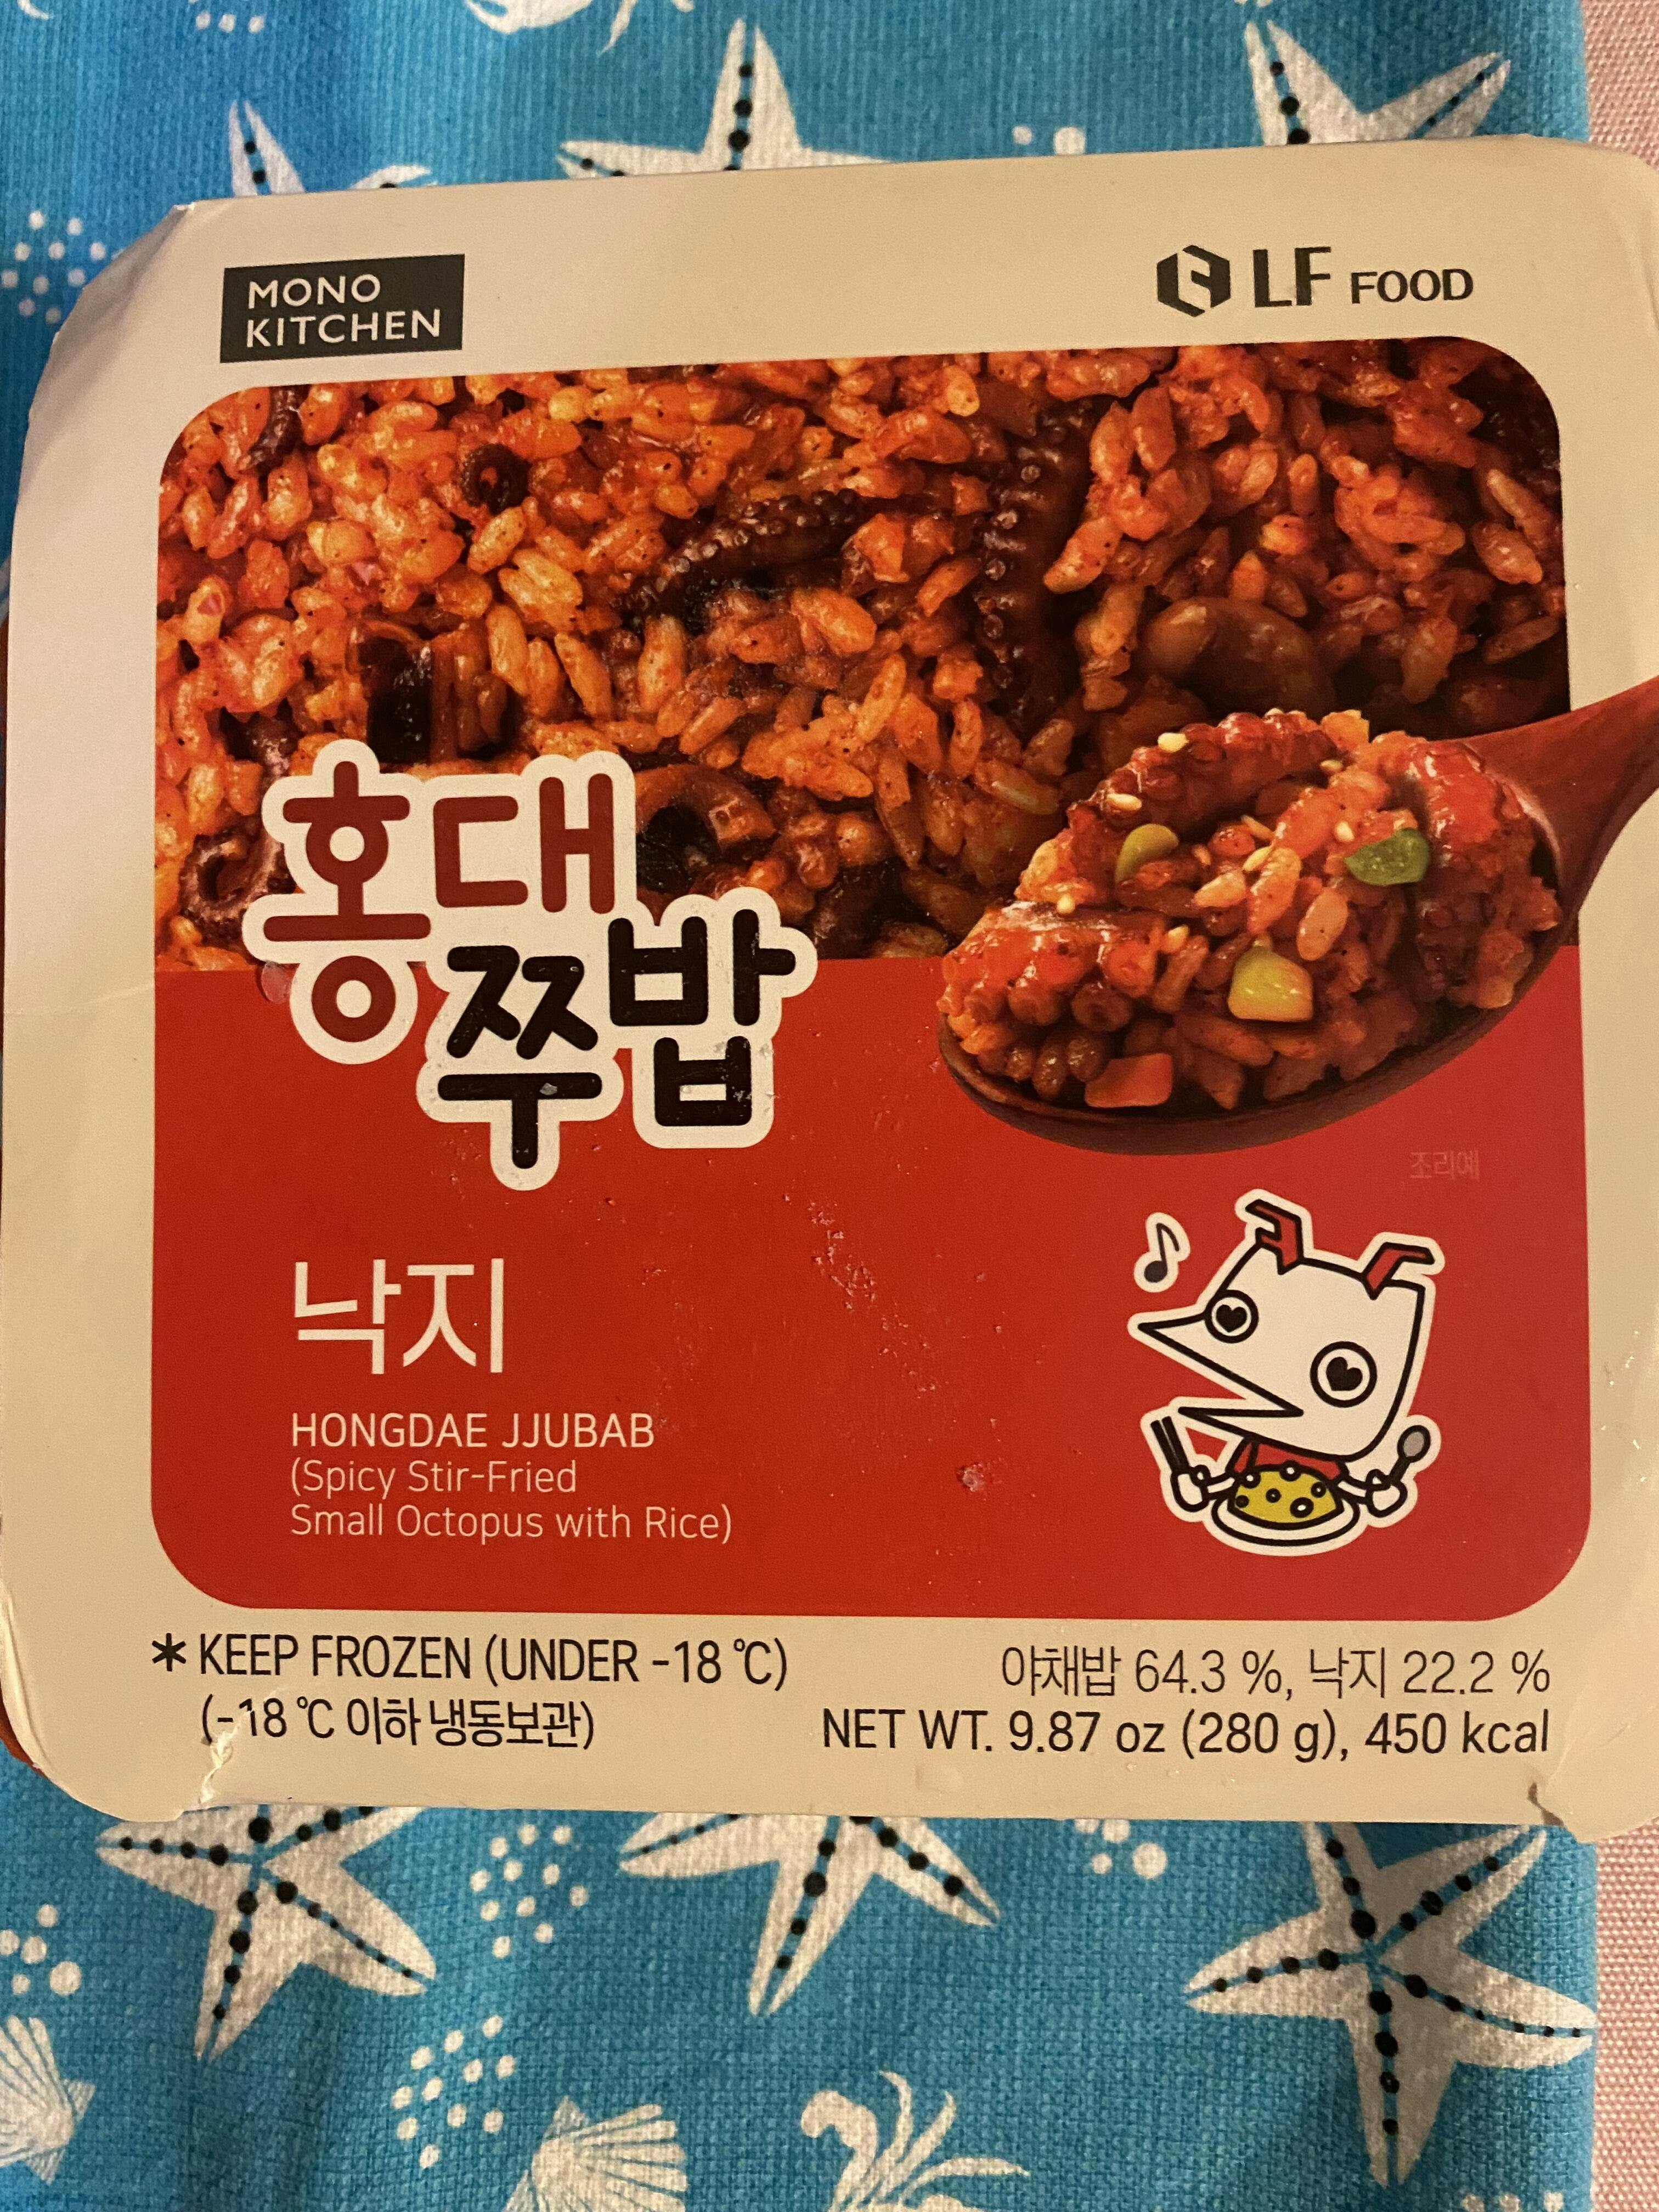 MONO
KITCHEN
LF FOOD
홍대
쭈밥
조리예
낙지
HONGDAE JJUBAB
(Spicy Stir-Fried
Small Octopus with Rice)
* KEEP FROZEN (UNDER -18 ℃)
(-18 ℃ 이하 냉동보관)
야채밥 64.3 %, 낙지 22.2 %
NET WT. 9.87 oz (280 g), 450 kcal